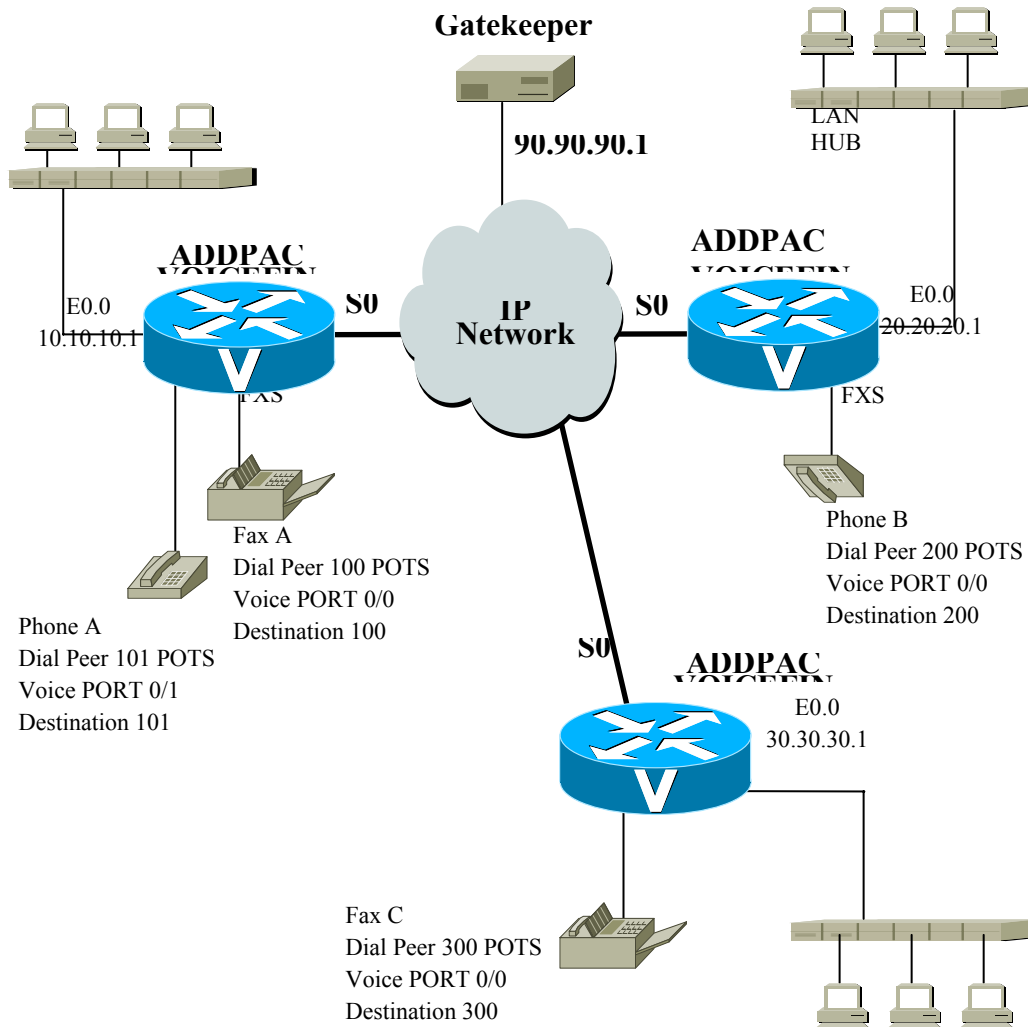 Gatekeeper
90.90.90.1
LAN
HUB
ADDPAC
E0.0
10.10.10.1
S0
IP
Network
S0
ADDPAC
E0.0
20.20.20.1
V
FXS
V
FXS
Fax A
Dial Peer 100 POTS
Voice PORT 0/0
Destination 100
Phone A
Dial Peer 101 POTS
Voice PORT 0/1
Destination 101
Phone B
Dial Peer 200 POTS
Voice PORT 0/0
Destination 200
S0
ADDPAC
E0.0
30.30.30.1
V
Fax C
Dial Peer 300 POTS
Voice PORT 0/0
Destination 300